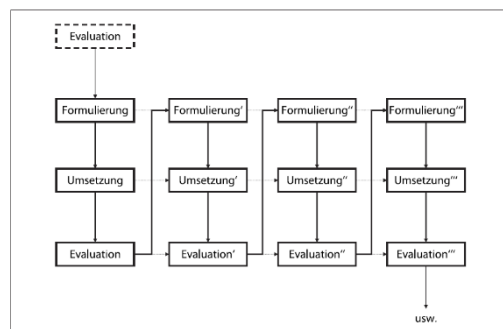 Evaluation
Formulierung Formulierung′ Formulierung″ Formulierung‴
Umsetzung Umsetzung′ Umsetzung″ Umsetzung‴
Evaluation Evaluation′ Evaluation″ Evaluation‴
usw.